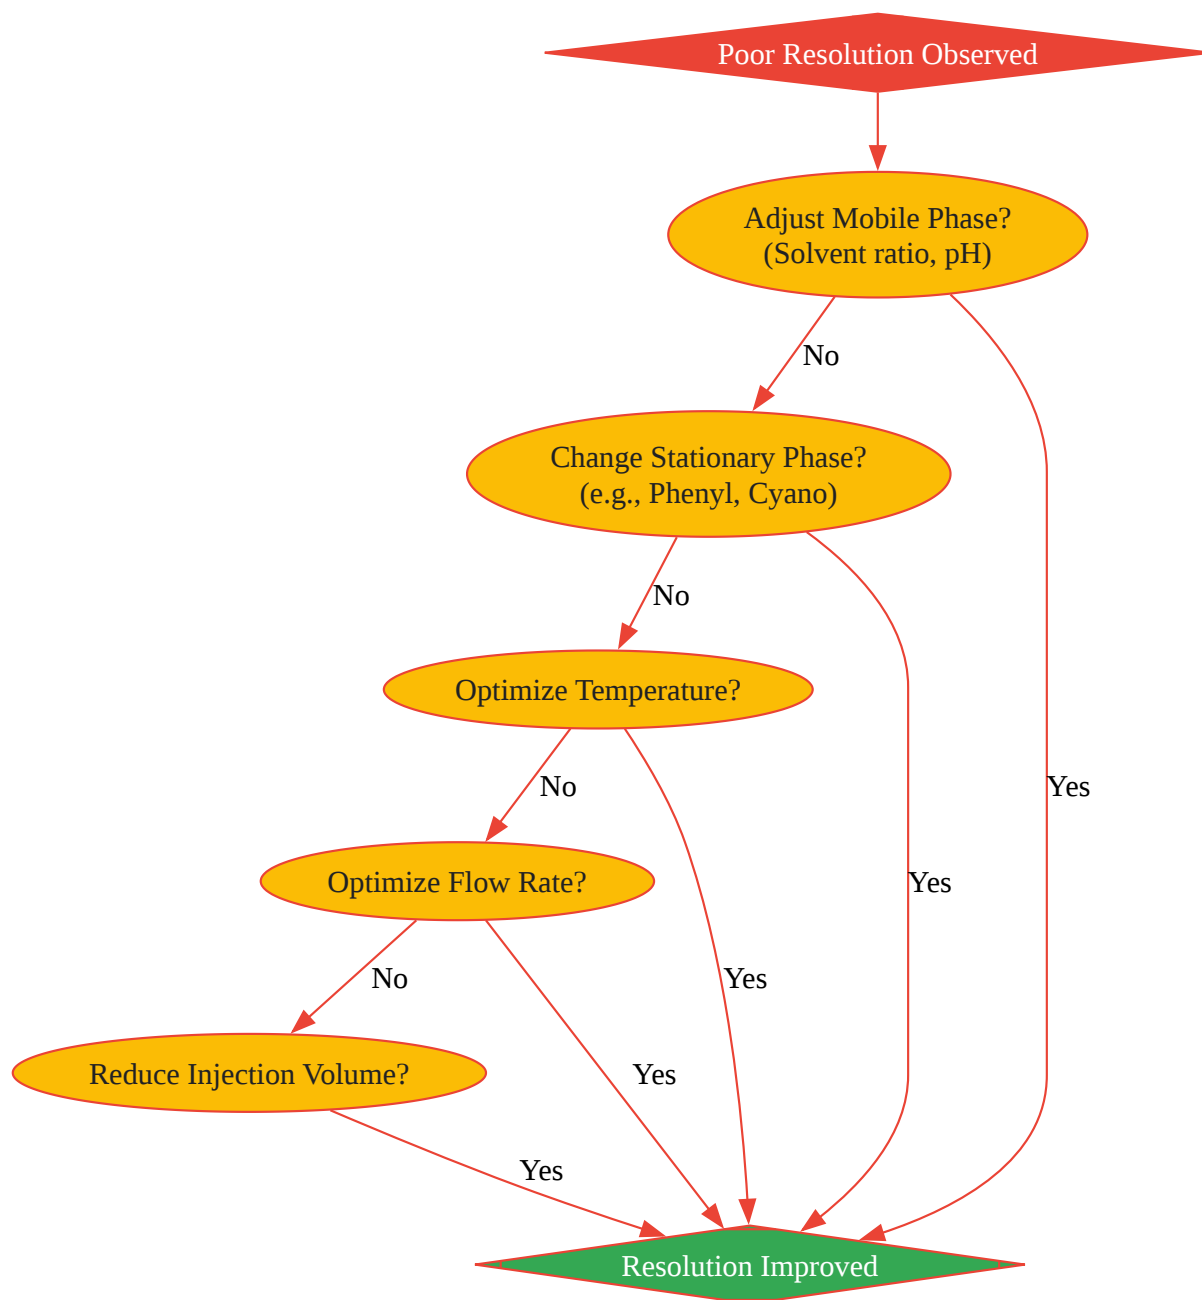 Poor Resolution Observed
Adjust Mobile Phase?
(Solvent ratio, pH)
No
Change Stationary Phase?
(e.g., Phenyl, Cyano)
No
Optimize Temperature?
No
Yes
Optimize Flow Rate?
Yes
No
Yes
Reduce Injection Volume?
Yes
Yes
Resolution Improved